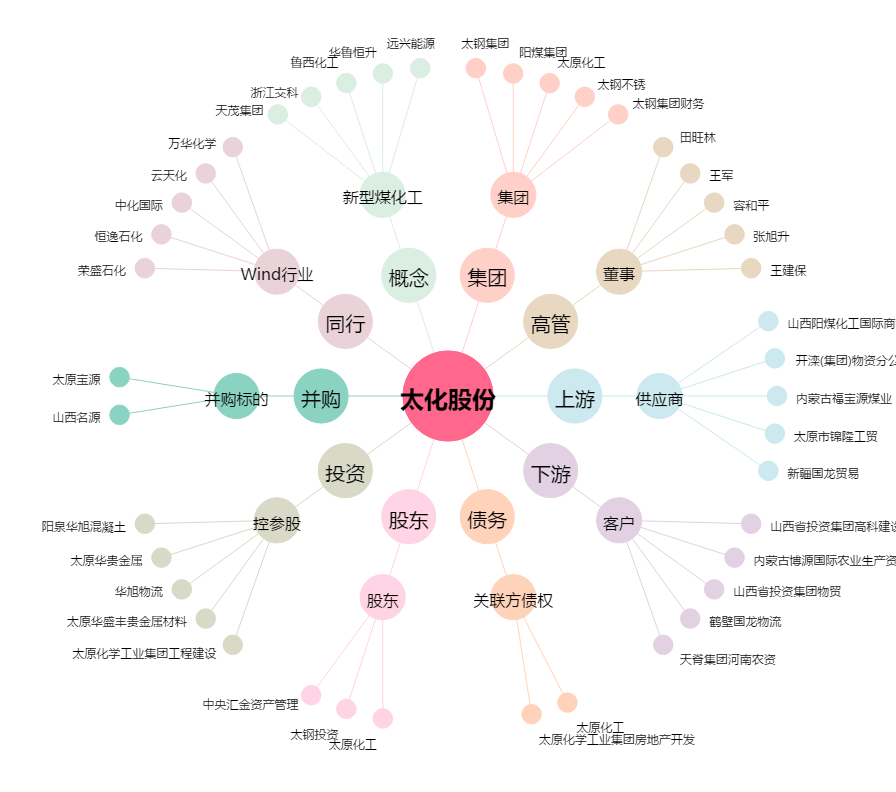 远兴能源
华鲁恒升
鲁西化工
浙江交科
天茂集团
新型煤化工
概念
太钢集团
阳煤集团
太原化工
太钢不锈
太钢集团财务
集团
集团
万华化学
云天化
中化国际
恒逸石化
荣盛石化
Wind行业
同行
田旺林
王军
容和平
张旭升
王建保
董事
高管
太原宝源
山西名源
并购标的
并购
太化股份
上游
供应商
山西阳煤化工国际商
开滦(集团)物资分公
内蒙古福宝源煤业
太原市锦隆工贸
新疆国龙贸易
投资
控参股
阳泉华旭混凝土
太原华贵金属
华旭物流
太原华盛丰贵金属材料
太原化学工业集团工程建设
股东
股东
中央汇金资产管理
太钢投资
太原化工
债务
关联方债权
太原化工
太原化学工业集团房地产开发
下游
客户
山西省投资集团高科建设
内蒙古博源国际农业生产资
山西省投资集团物贸
鹤壁国龙物流
天脊集团河南农资